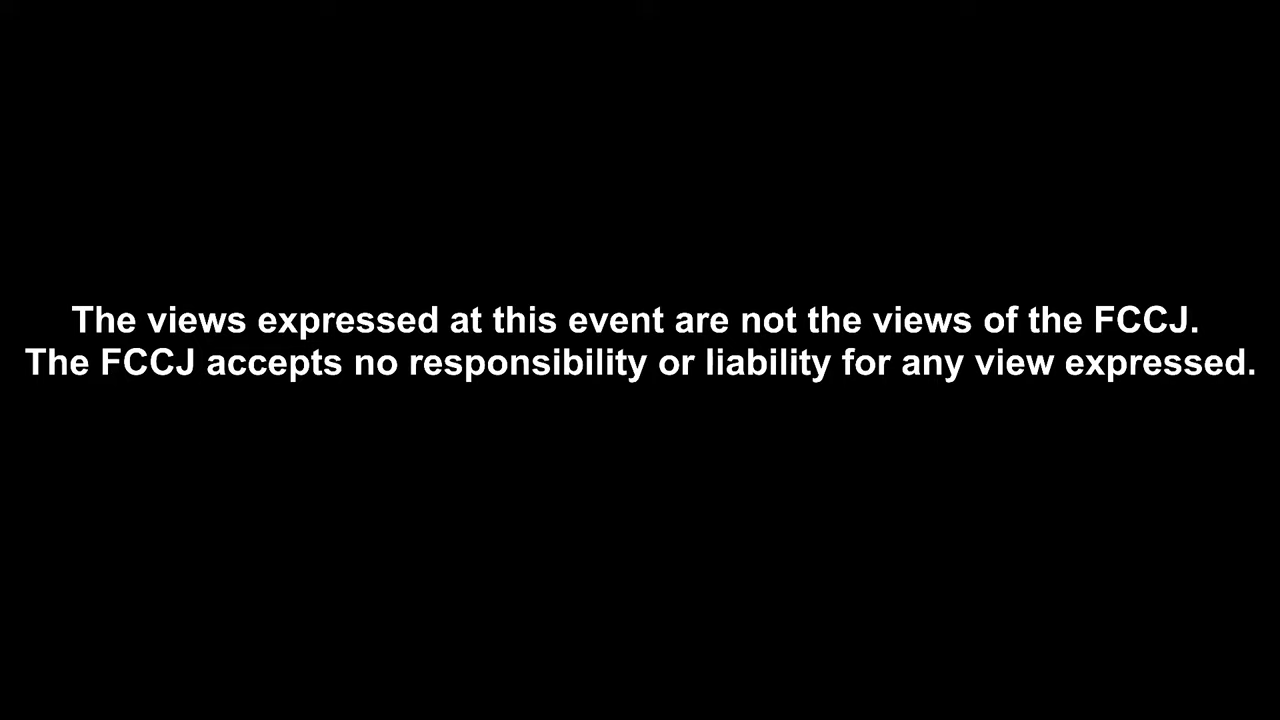 The views expressed at this event are not the views of the FCCJ.
The FCCJ accepts no responsibility or liability for any view expressed.